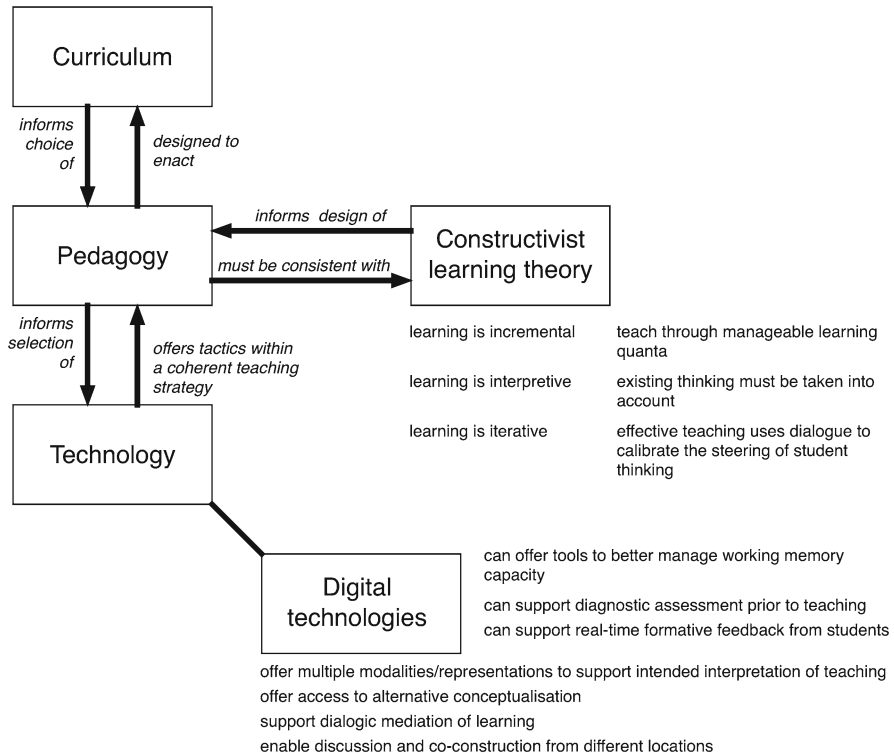 Curriculum
informs
choice
of
designed to
enact
Pedagogy
informs design of
must be consistent with
Constructivist
learning theory
informs
selection
of
offers tactics within
a coherent teaching
strategy
learning is incremental
teach through manageable learning
quanta
learning is interpretive
existing thinking must be taken into
account
learning is iterative
effective teaching uses dialogue to
calibrate the steering of student
thinking
Technology
Digital
technologies
can offer tools to better manage working memory
capacity
can support diagnostic assessment prior to teaching
can support real-time formative feedback from students
offer multiple modalities/representations to support intended interpretation of teaching
offer access to alternative conceptualisation
support dialogic mediation of learning
enable discussion and co-construction from different locations